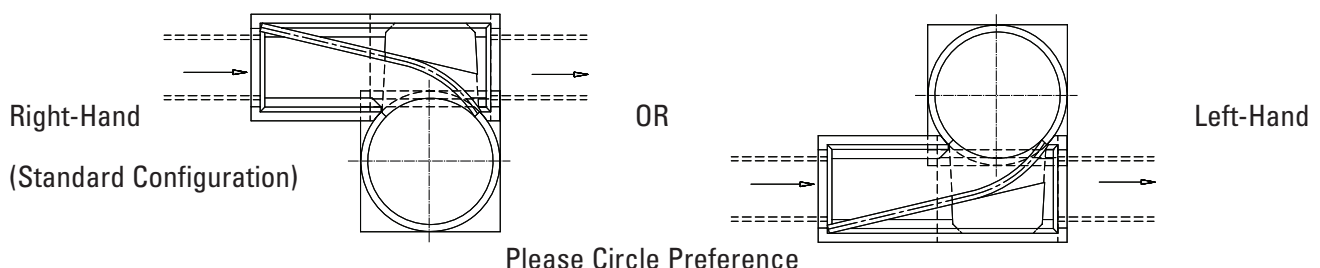 Right-Hand
OR
Left-Hand
(Standard Configuration)
Please Circle Preference